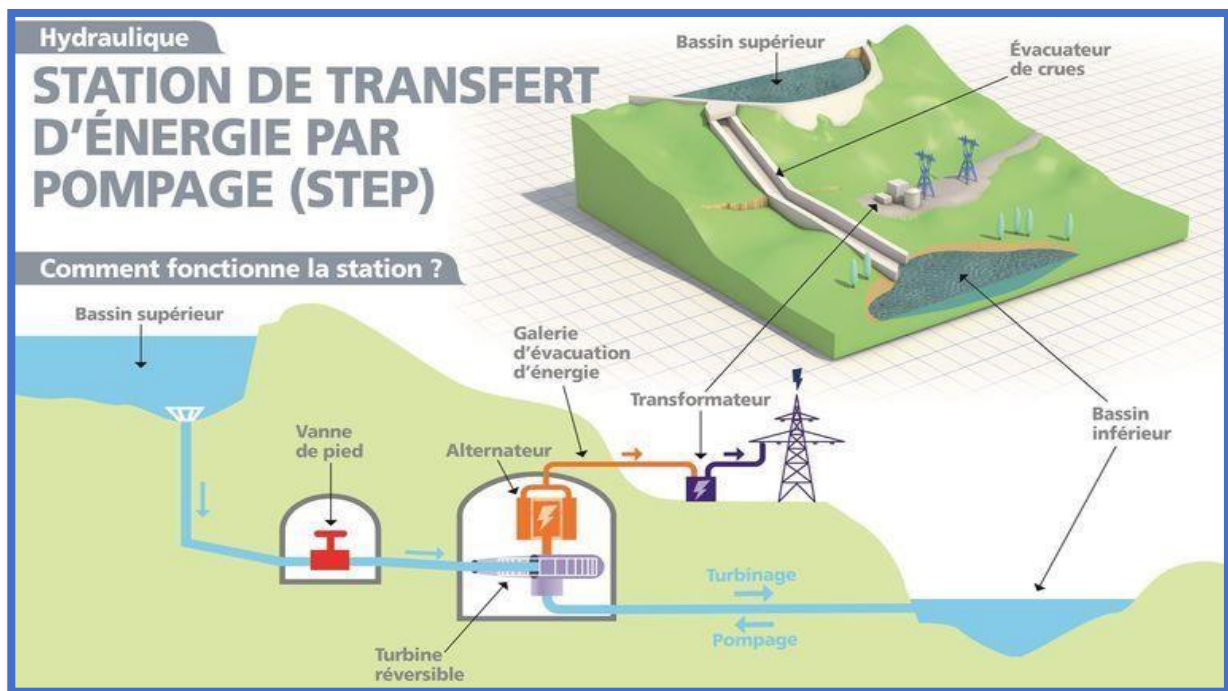 Hydraulique
STATION DE TRANSFERT
D'ÉNERGIE PAR
POMPAGE (STEP)
Bassin supérieur
Évacuateur
de crues
Comment fonctionne la station ?
Bassin supérieur
Galerie
d'évacuation
d'énergie
Transformateur
Bassin
inférieur
Vanne
de pied
Alternateur
Turbinage
Pompage
Turbine
réversible